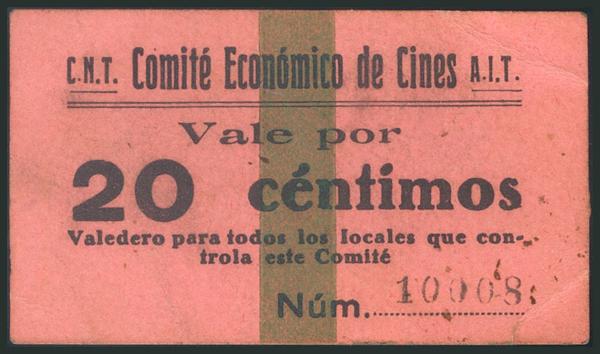 C.N.T. Comité Económico de Cines A.I.T.
Vale por
20 céntimos
Valedero para todos los locales que con-
trola este Comité
Núm. 10008